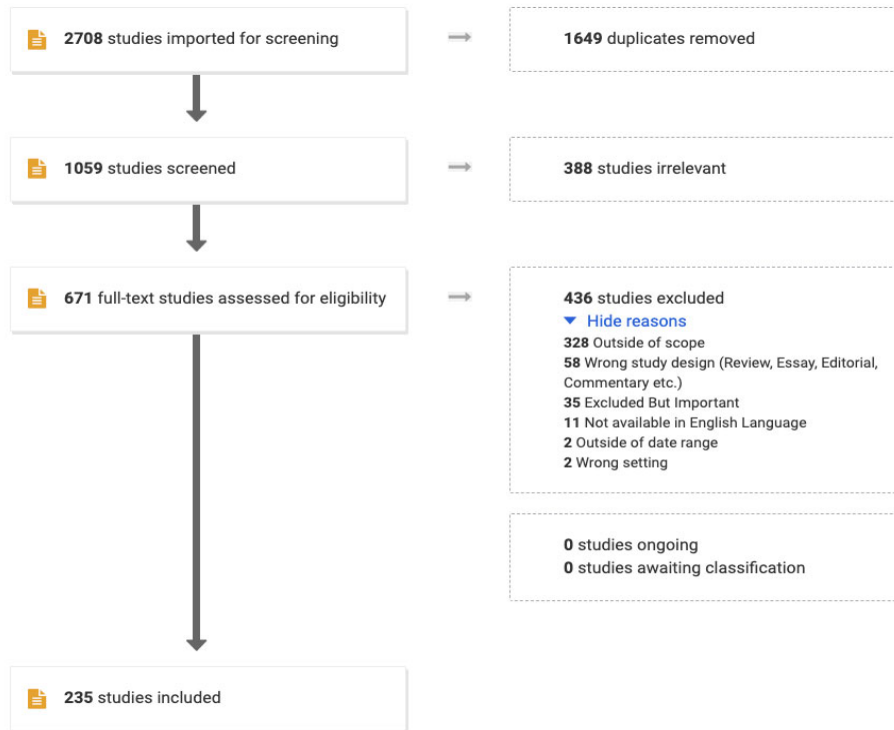 2708 studies imported for screening
1649 duplicates removed
1059 studies screened
388 studies irrelevant
671 full-text studies assessed for eligibility
436 studies excluded
Hide reasons
328 Outside of scope
58 Wrong study design (Review, Essay, Editorial,
Commentary etc.)
35 Excluded But Important
11 Not available in English Language
2 Outside of date range
2 Wrong setting
0 studies ongoing
0 studies awaiting classification
235 studies included